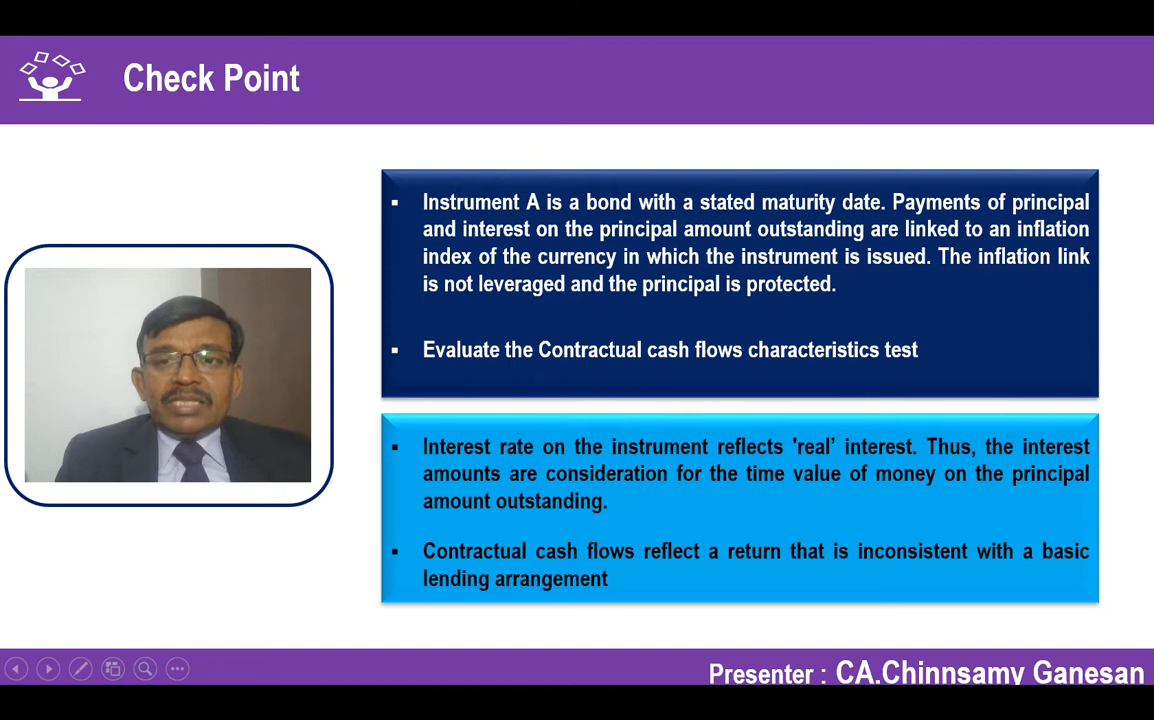 Check Point
▪ Instrument A is a bond with a stated maturity date. Payments of principal
and interest on the principal amount outstanding are linked to an inflation
index of the currency in which the instrument is issued. The inflation link
is not leveraged and the principal is protected.
▪ Evaluate the Contractual cash flows characteristics test
▪ Interest rate on the instrument reflects 'real’ interest. Thus, the interest
amounts are consideration for the time value of money on the principal
amount outstanding.
▪ Contractual cash flows reflect a return that is inconsistent with a basic
lending arrangement
Presenter : CA.Chinnsamy Ganesan